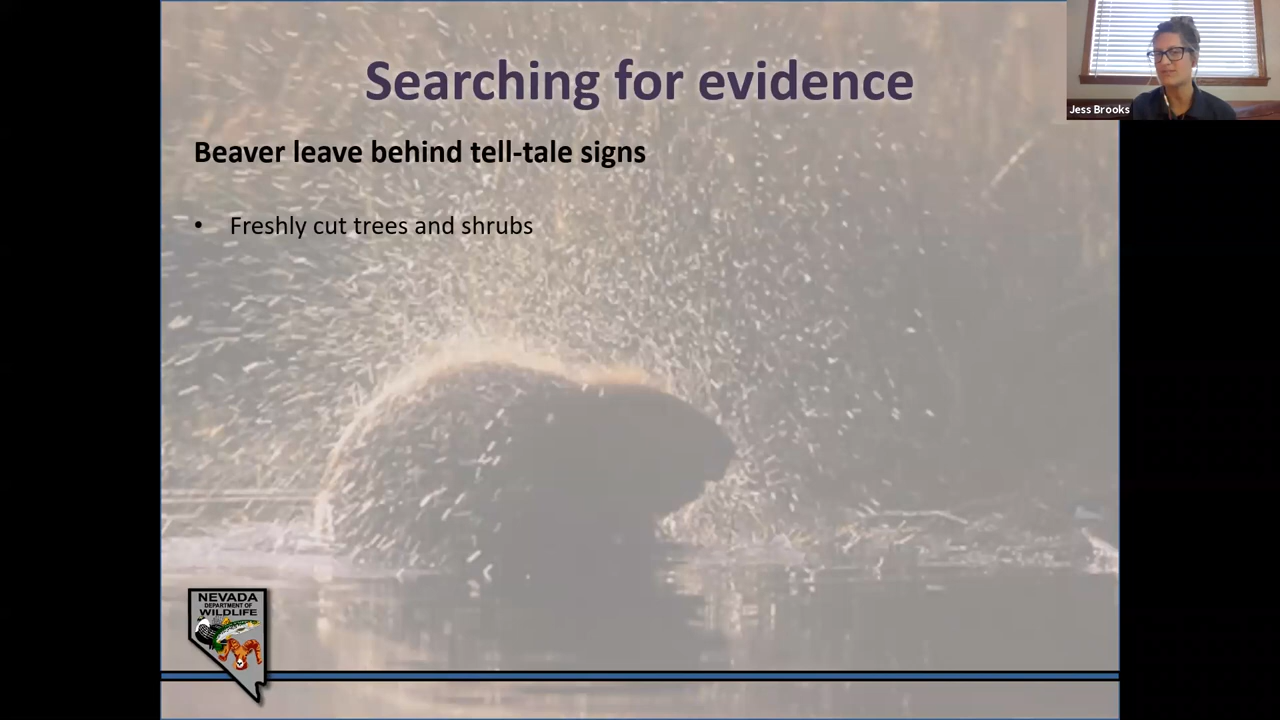 Searching for evidence
Jess Brooks
Beaver leave behind tell-tale signs
• Freshly cut trees and shrubs
NEVADA
DEPARTMENT OF
WILDLIFE